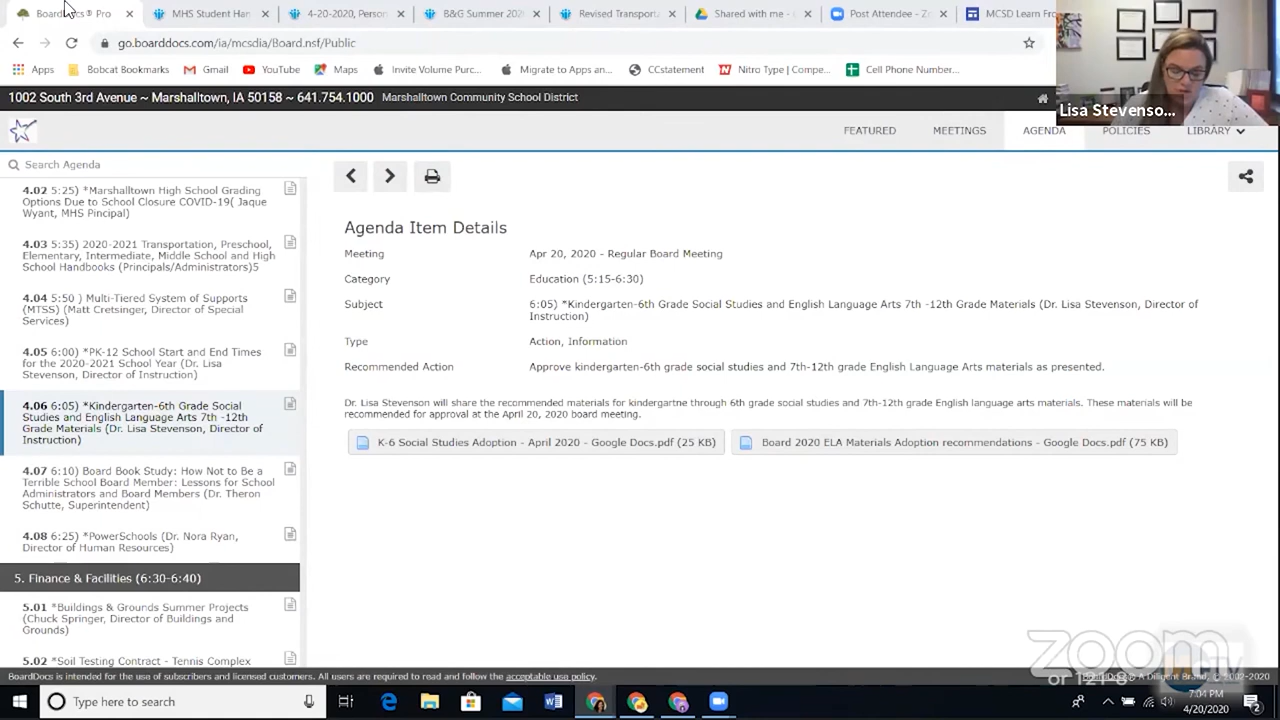 BoardDocs® Pro
MHS Student Han
4-20-2020, Person
B&G Summer 2020
Revised Transporta
Shared with me - G
Post Attendee - Zo
MCSD Learn Fro
go.boarddocs.com/ia/mcsdia/Board.nsf/Public
Apps
Bobcat Bookmarks
Gmail
YouTube
Maps
Invite Volume Purc...
Migrate to Apps an...
CCstatement
Nitro Type | Compe...
Cell Phone Number...
Lisa Stevenso...
1002 South 3rd Avenue ~ Marshalltown, IA 50158 ~ 641.754.1000 Marshalltown Community School District
FEATURED MEETINGS AGENDA POLICIES LIBRARY
Search Agenda
4.02 5:25) *Marshalltown High School Grading
Options Due to School Closure COVID-19( Jaque
Wyant, MHS Pincipal)
4.03 5:35) 2020-2021 Transportation, Preschool,
Elementary, Intermediate, Middle School and High
School Handbooks (Principals/Administrators)5
4.04 5:50 ) Multi-Tiered System of Supports
(MTSS) (Matt Cretsinger, Director of Special
Services)
4.05 6:00) *PK-12 School Start and End Times
for the 2020-2021 School Year (Dr. Lisa
Stevenson, Director of Instruction)
4.06 6:05) *Kindergarten-6th Grade Social
Studies and English Language Arts 7th -12th
Grade Materials (Dr. Lisa Stevenson, Director of
Instruction)
4.07 6:10) Board Book Study: How Not to Be a
Terrible School Board Member: Lessons for School
Administrators and Board Members (Dr. Theron
Schutte, Superintendent)
4.08 6:25) *PowerSchools (Dr. Nora Ryan,
Director of Human Resources)
5. Finance & Facilities (6:30-6:40)
5.01 *Buildings & Grounds Summer Projects
(Chuck Springer, Director of Buildings and
Grounds)
5.02 *Soil Testing Contract - Tennis Complex
Agenda Item Details
Meeting Apr 20, 2020 - Regular Board Meeting
Category Education (5:15-6:30)
Subject 6:05) *Kindergarten-6th Grade Social Studies and English Language Arts 7th -12th Grade Materials (Dr. Lisa Stevenson, Director of
Instruction)
Type Action, Information
Recommended Action Approve kindergarten-6th grade social studies and 7th-12th grade English Language Arts materials as presented.
Dr. Lisa Stevenson will share the recommended materials for kindergartne through 6th grade social studies and 7th-12th grade English language arts materials. These materials will be
recommended for approval at the April 20, 2020 board meeting.
K-6 Social Studies Adoption - April 2020 - Google Docs.pdf (25 KB)
Board 2020 ELA Materials Adoption recommendations - Google Docs.pdf (75 KB)
zoom
BoardDocs is intended for the use of subscribers and licensed customers. All users are required to read and follow the acceptable use policy.
A Diligent Brand, © 2002-2020
Type here to search
7:04 PM
4/20/2020
2